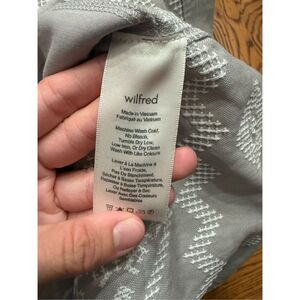 wilfred
Made in Vietnam
Fabriqué au Vietnam
Machine Wash Cold,
No Bleach,
Tumble Dry Low,
Low Iron, Or Dry Clean
Wash With Like Colours
Laver à La Machine à
L'eau Froide,
Pas De Blanchiment,
Sécher à Basse Température,
Repasser à Basse Température,
Ou Nettoyer à Sec
Laver Avec Des Couleurs
Semblables